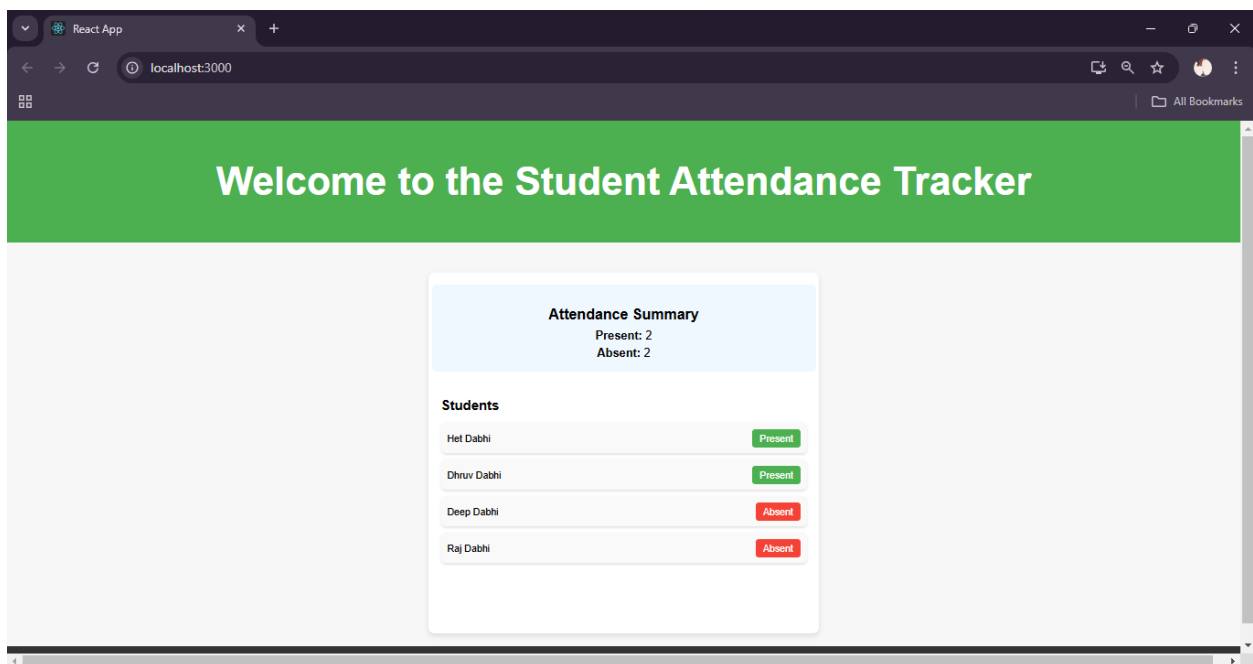 React App
localhost:3000
All Bookmarks
Welcome to the Student Attendance Tracker
Attendance Summary
Present: 2
Absent: 2
Students
Het Dabhi Present
Dhruv Dabhi Present
Deep Dabhi Absent
Raj Dabhi Absent